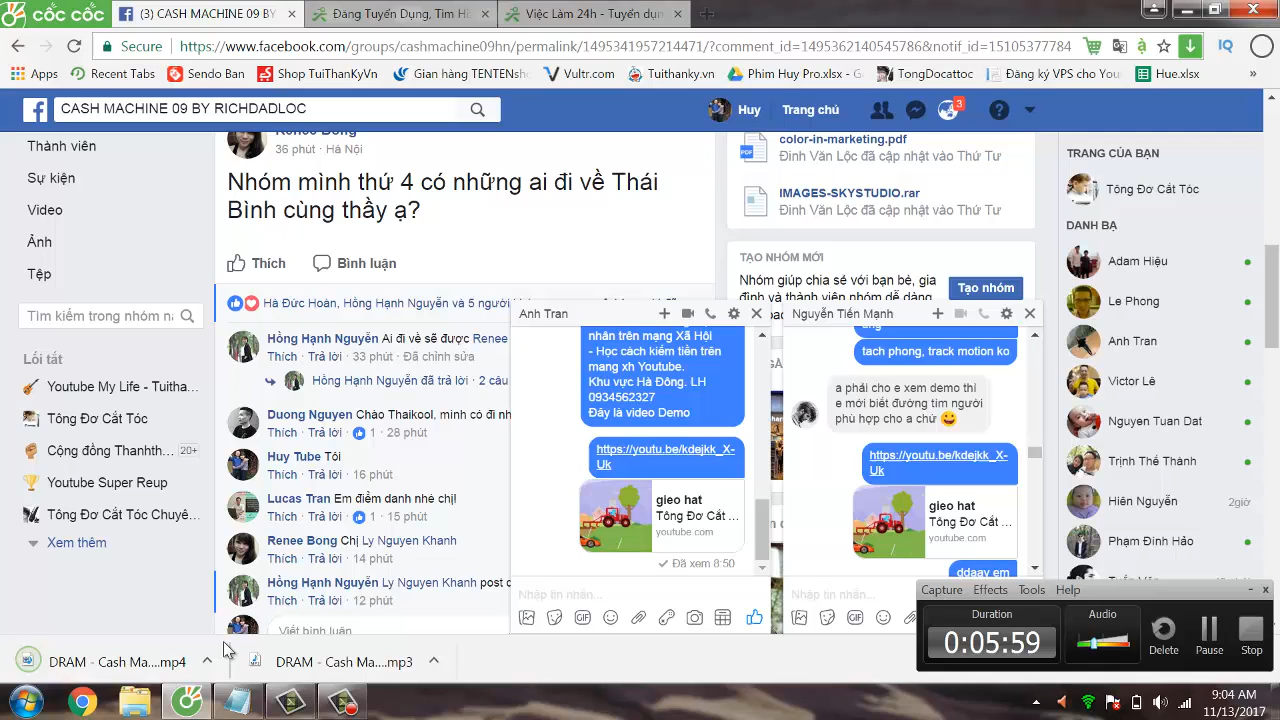 cốc cốc
(3) CASH MACHINE 09 BY
Đăng Tuyển Dụng, Tìm Hồ
Việc Làm 24h - Tuyển dụn
Secure
https://www.facebook.com/groups/cashmachine.vn/permalink/1495341957214471/?comment_id=1495362140545786&notif_id=15105377784
Apps
Recent Tabs
Sendo Ban
Shop TuiThanKyVn
Gian hàng TENTENsh
Vultr.com
Tuithanky.vn
Phim Huy Pro.xlsx - G
TongDocattoc
Đăng ký VPS cho You
Hue.xlsx
»
CASH MACHINE 09 BY RICHDADLOC
Huy
Trang chủ
3
Thành viên
Sự kiện
Video
Ảnh
Tệp
Tìm kiếm trong nhóm n
Lối tắt
Youtube My Life - Tuitha...
Tông Đơ Cắt Tóc
Cộng đồng Thanhth...
20+
Youtube Super Reup
Tông Đơ Cắt Tóc Chuyê...
Xem thêm
Renee Bong
36 phút · Hà Nội
Nhóm mình thứ 4 có những ai đi về Thái
Bình cùng thầy ạ?
Thích
Bình luận
Hà Đức Hoàn, Hồng Hạnh Nguyễn và 5 người
Hồng Hạnh Nguyễn Ai đi về sẽ được Renee
Thích · Trả lời · 33 phút · Đã chỉnh sửa
Hồng Hạnh Nguyễn đã trả lời · 2 câu
Duong Nguyen Chào Thaikool, mình có đi nh
Thích · Trả lời · 1 · 28 phút
Huy Tube Tôi
Thích · Trả lời · 16 phút
Lucas Tran Em điểm danh nhé chị!
Thích · Trả lời · 1 · 15 phút
Renee Bong Chị Ly Nguyen Khanh
Thích · Trả lời · 14 phút
Hồng Hạnh Nguyễn Ly Nguyen Khanh post d
Thích · Trả lời · 12 phút
Viết bình luận
color-in-marketing.pdf
Đinh Văn Lộc đã cập nhật vào Thứ Tư
IMAGES-SKYSTUDIO.rar
Đinh Văn Lộc đã cập nhật vào Thứ Tư
TẠO NHÓM MỚI
Nhóm giúp chia sẻ với bạn bè, gia
đình và thành viên nhóm dễ dàng
Tạo nhóm
Anh Tran
nhân trên mạng Xã Hội
- Học cách kiếm tiền trên
mạng xh Youtube.
Khu vực Hà Đông. LH
0934562327
Đây là video Demo
https://youtu.be/kdejkk_X-
Uk
gieo hat
Tông Đơ Cắt ...
youtube.com
Đã xem 8:50
Nhập tin nhắn...
GIF
Nguyễn Tiến Mạnh
ưng
tach phong, track motion ko
a phải cho e xem demo thì
e mới biết đường tìm người
phù hợp cho a chứ
https://youtu.be/kdejkk_X-
Uk
gieo hat
Tông Đơ Cắt ...
youtube.com
ddaay em
Nhập tin nhắn...
GIF
TRANG CỦA BẠN
Tông Đơ Cắt Tóc
DANH BẠ
Adam Hiệu
Le Phong
Anh Tran
Victor Lê
Nguyen Tuan Dat
Trịnh Thế Thành
Hiên Nguyễn
2giờ
Phạm Đình Hảo
Capture
Effects
Tools
Help
Duration
0:05:59
Audio
Delete
Pause
Stop
DRAM - Cash Ma....mp4
DRAM - Cash Ma....mp3
9:04 AM
11/13/2017